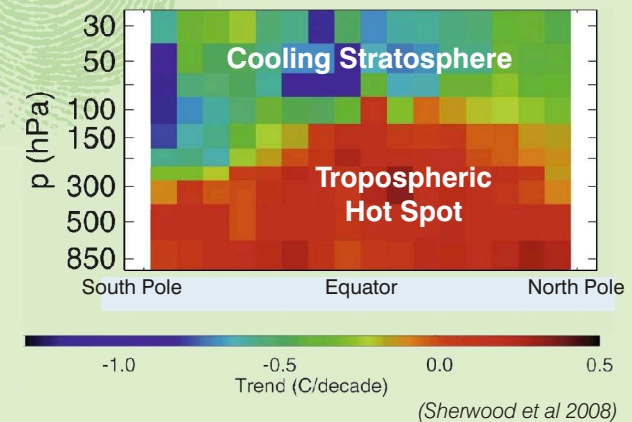 30
50
100
150
300
500
850
p (hPa)
Cooling Stratosphere
Tropospheric
Hot Spot
South Pole Equator North Pole
-1.0 -0.5 0.0 0.5
Trend (C/decade)
(Sherwood et al 2008)